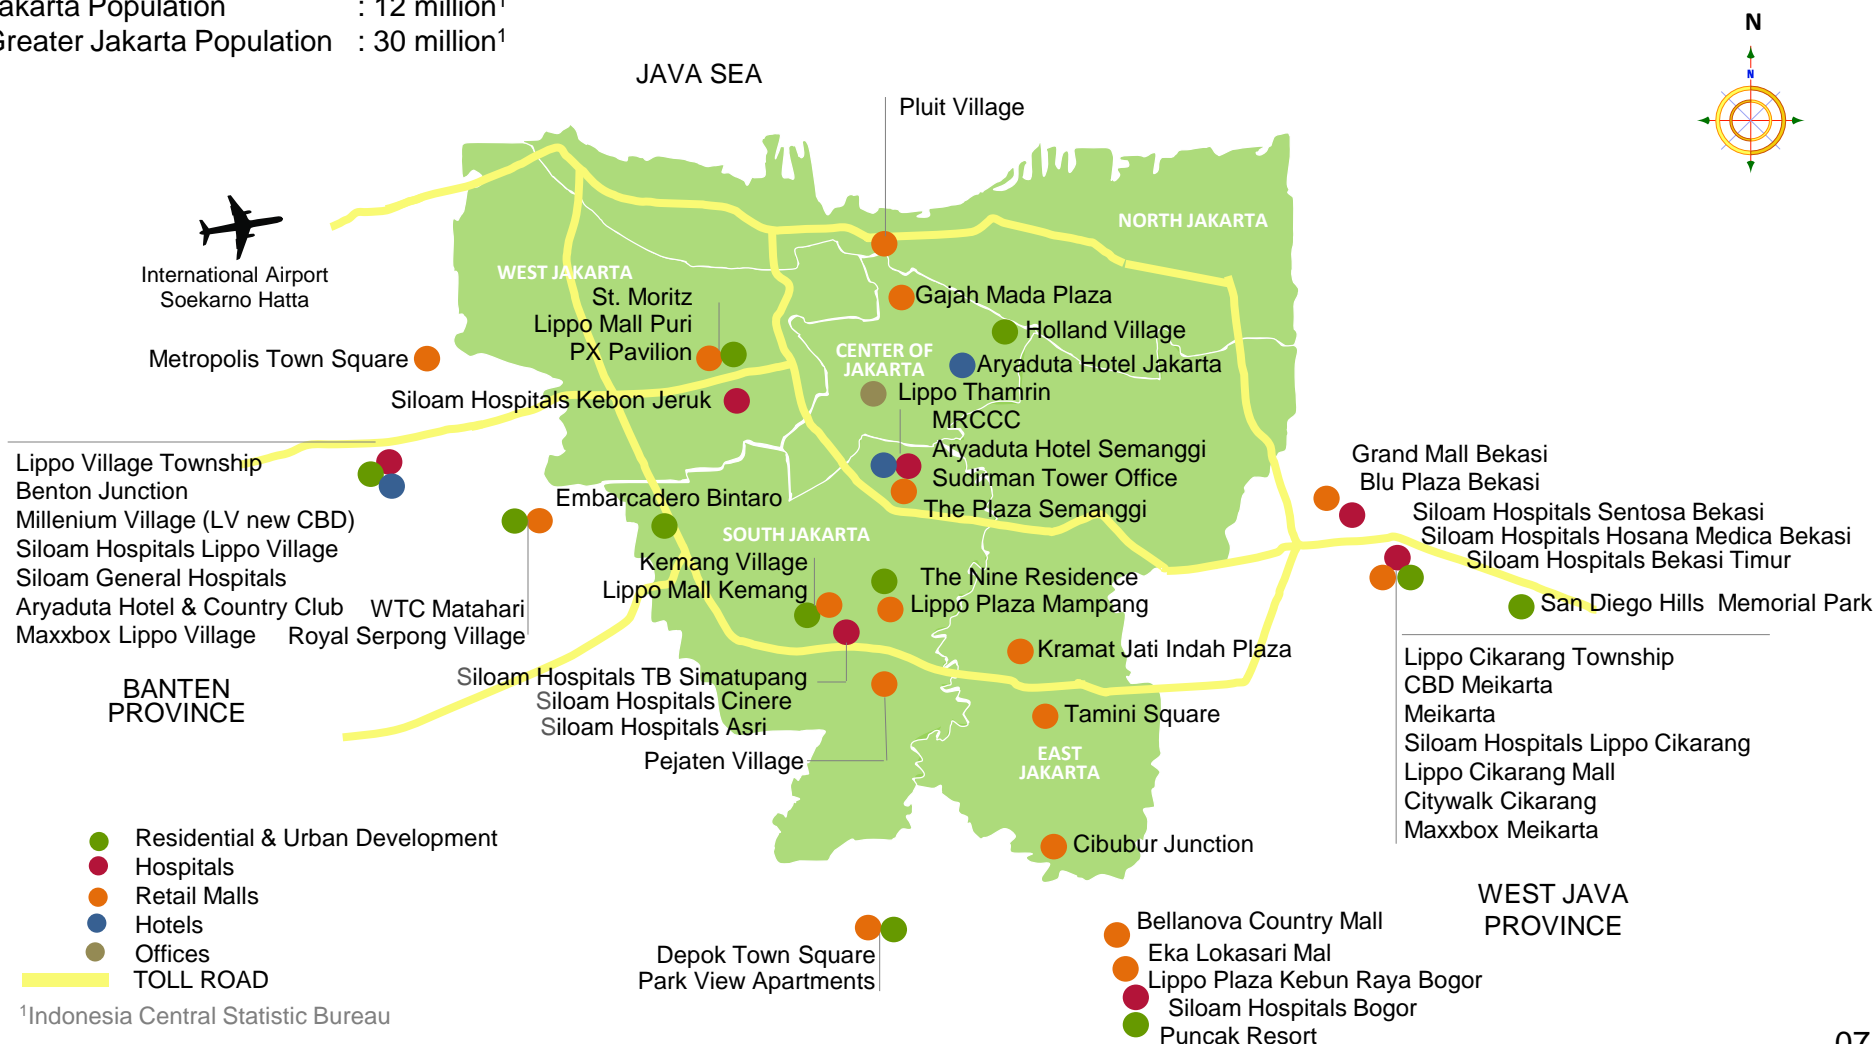 Jakarta Population : 12 million¹
Greater Jakarta Population : 30 million¹
N
N
JAVA SEA
Pluit Village
NORTH JAKARTA
WEST JAKARTA
International Airport
Soekarno Hatta
St. Moritz
Lippo Mall Puri
PX Pavilion
Gajah Mada Plaza
Holland Village
CENTER OF
JAKARTA
Aryaduta Hotel Jakarta
Metropolis Town Square
Siloam Hospitals Kebon Jeruk
Lippo Thamrin
MRCCC
Aryaduta Hotel Semanggi
Sudirman Tower Office
The Plaza Semanggi
Lippo Village Township
Benton Junction
Millenium Village (LV new CBD)
Siloam Hospitals Lippo Village
Siloam General Hospitals
Aryaduta Hotel & Country Club
Maxxbox Lippo Village
WTC Matahari
Royal Serpong Village
Embarcadero Bintaro
SOUTH JAKARTA
Kemang Village
Lippo Mall Kemang
The Nine Residence
Lippo Plaza Mampang
Kramat Jati Indah Plaza
Siloam Hospitals TB Simatupang
Siloam Hospitals Cinere
Siloam Hospitals Asri
Pejaten Village
Tamini Square
EAST
JAKARTA
Cibubur Junction
Grand Mall Bekasi
Blu Plaza Bekasi
Siloam Hospitals Sentosa Bekasi
Siloam Hospitals Hosana Medica Bekasi
Siloam Hospitals Bekasi Timur
San Diego Hills Memorial Park
Lippo Cikarang Township
CBD Meikarta
Meikarta
Siloam Hospitals Lippo Cikarang
Lippo Cikarang Mall
Citywalk Cikarang
Maxxbox Meikarta
BANTEN
PROVINCE
WEST JAVA
PROVINCE
Residential & Urban Development
Hospitals
Retail Malls
Hotels
Offices
TOLL ROAD
Depok Town Square
Park View Apartments
Bellanova Country Mall
Eka Lokasari Mal
Lippo Plaza Kebun Raya Bogor
Siloam Hospitals Bogor
Puncak Resort
¹Indonesia Central Statistic Bureau
07